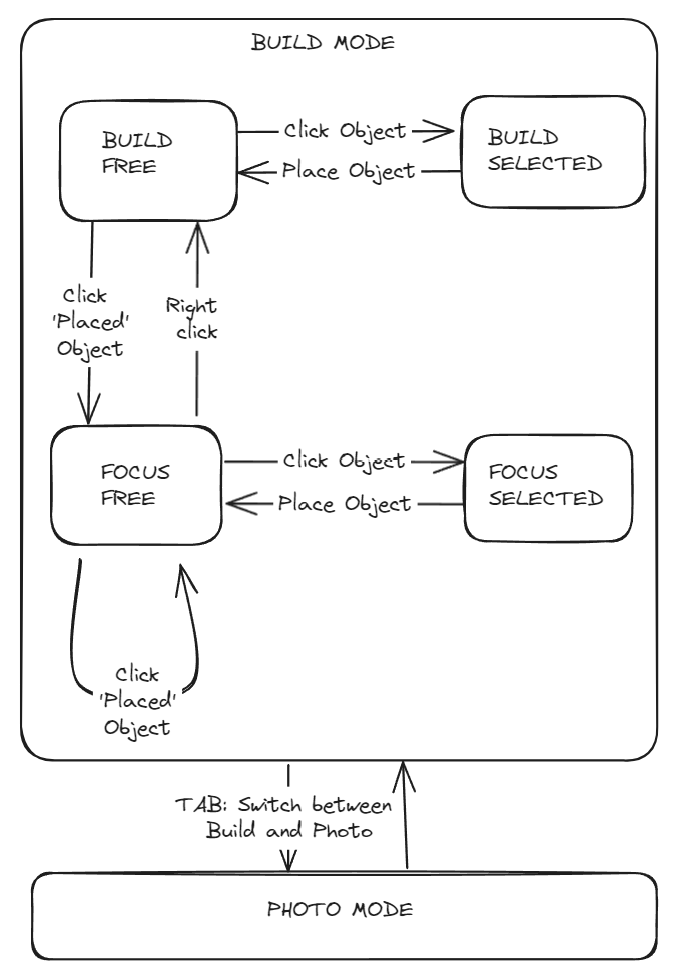 BUILD MODE
BUILD
FREE
Click Object
Place Object
BUILD
SELECTED
Click
'Placed'
Object
Right
click
FOCUS
FREE
Click Object
Place Object
FOCUS
SELECTED
Click
'Placed'
Object
TAB: Switch between
Build and Photo
PHOTO MODE